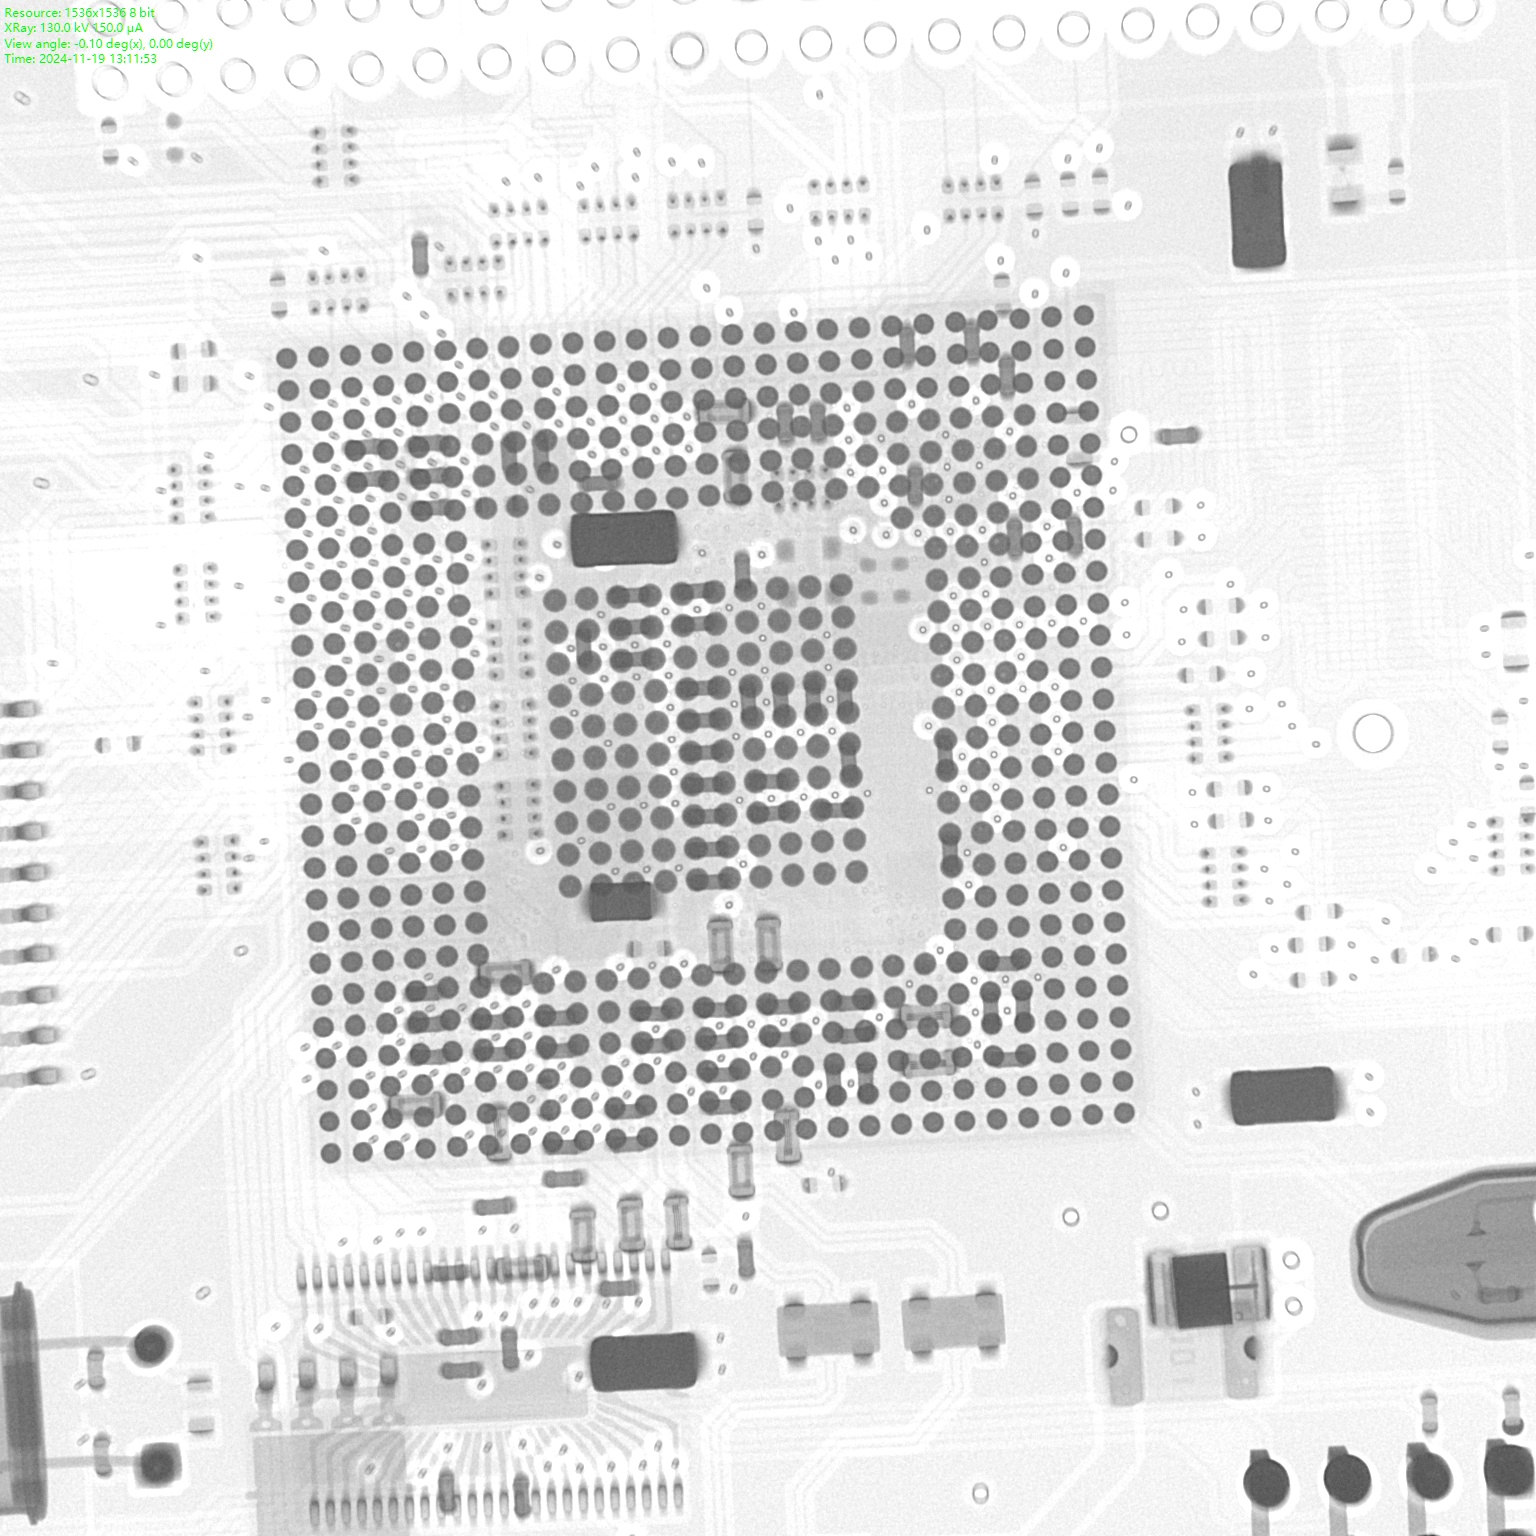 Resource: 1536x1536 8 bit
XRay: 130.0 kV 150.0 µA
View angle: -0.10 deg(x), 0.00 deg(y)
Time: 2024-11-19 13:11:53